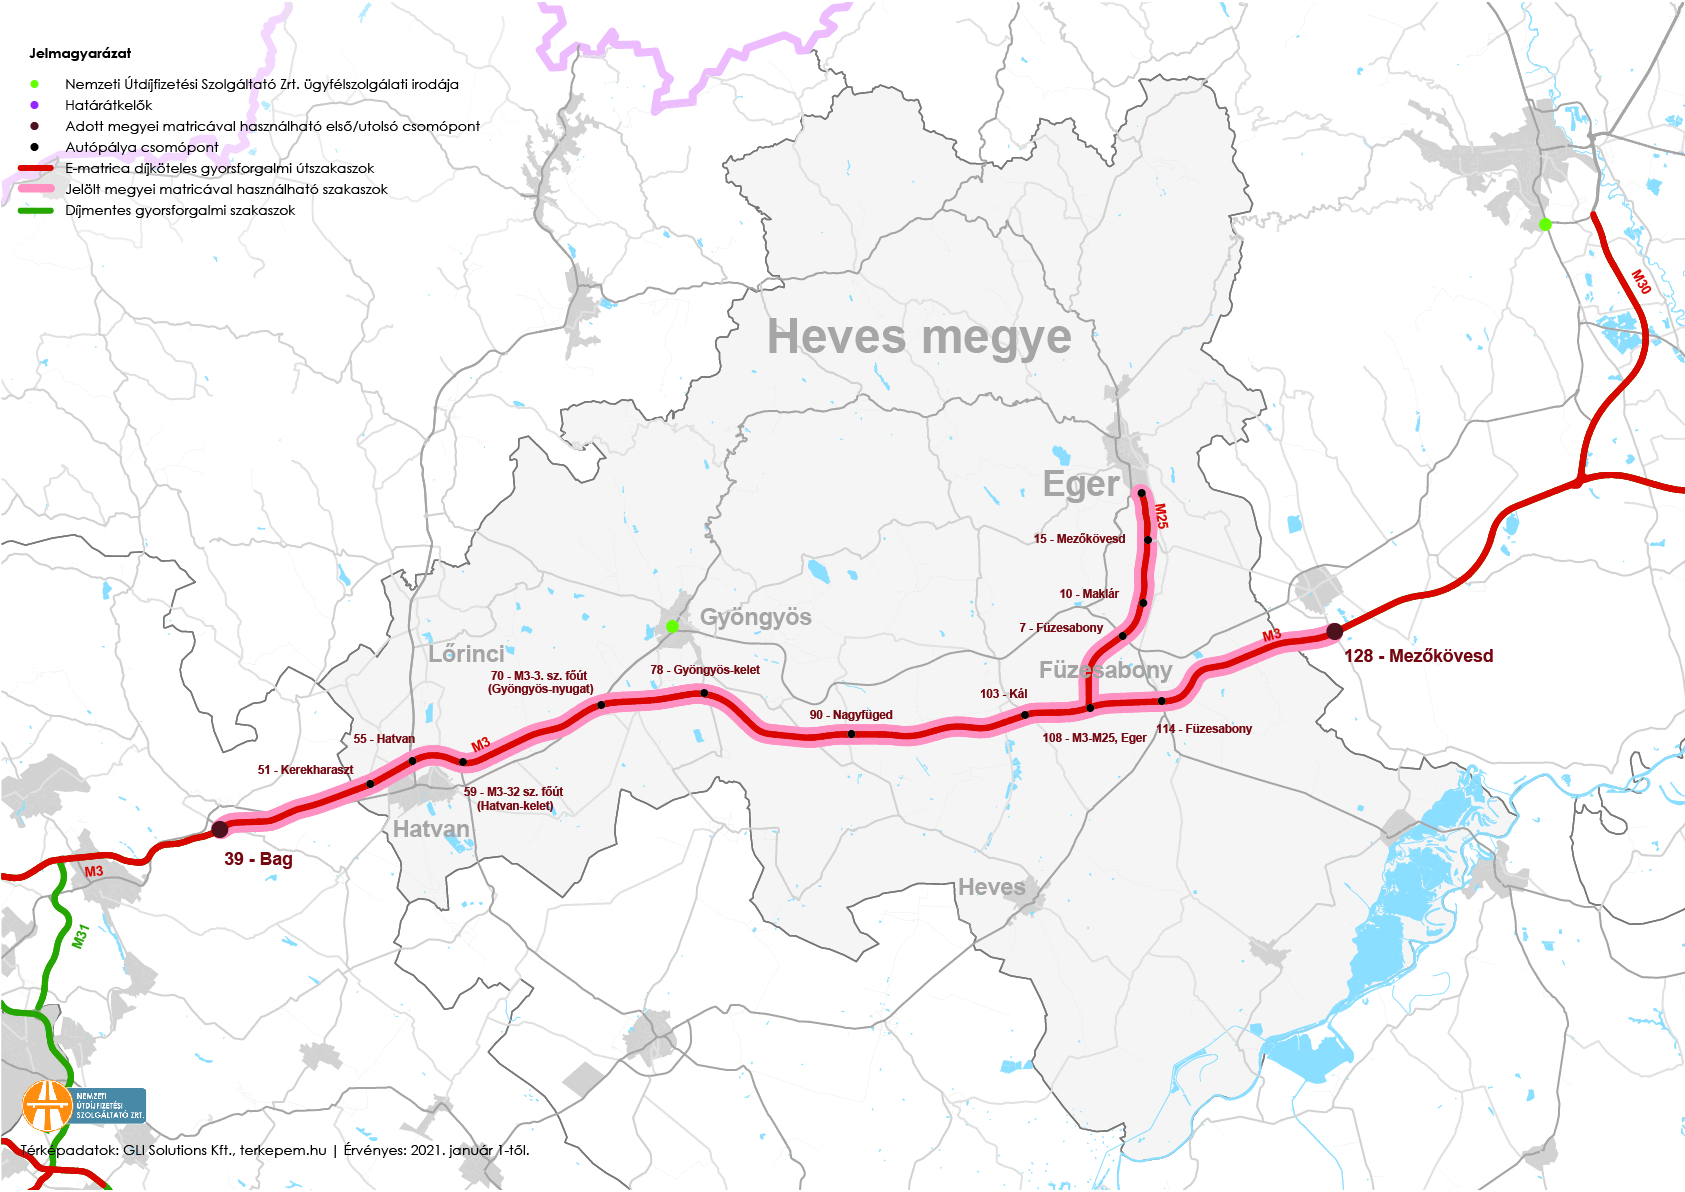 Jelmagyarázat
Nemzeti Útdíjfizetési Szolgáltató Zrt. ügyfélszolgálati irodája
Határátkelők
Adott megyei matricával használható első/utolsó csomópont
Autópálya csomópont
E-matrica díjköteles gyorsforgalmi útszakaszok
Jelölt megyei matricával használható szakaszok
Díjmentes gyorsforgalmi szakaszok
M30
Heves megye
Eger
M25
15 - Mezőkövesd
10 - Maklár
Gyöngyös
7 - Füzesabony
M3
Lőrinci
128 - Mezőkövesd
78 - Gyöngyös-kelet
Füzesabony
70 - M3-3. sz. főút
(Gyöngyös-nyugat)
103 - Kál
90 - Nagyfüged
114 - Füzesabony
55 - Hatvan
108 - M3-M25, Eger
M3
51 - Kerekharaszt
59 - M3-32 sz. főút
(Hatvan-kelet)
Hatvan
39 - Bag
M3
Heves
M31
NEMZETI
ÚTDÍJFIZETÉSI
SZOLGÁLTATÓ ZRT.
Térképadatok: GLI Solutions Kft., terkepem.hu | Érvényes: 2021. január 1-től.